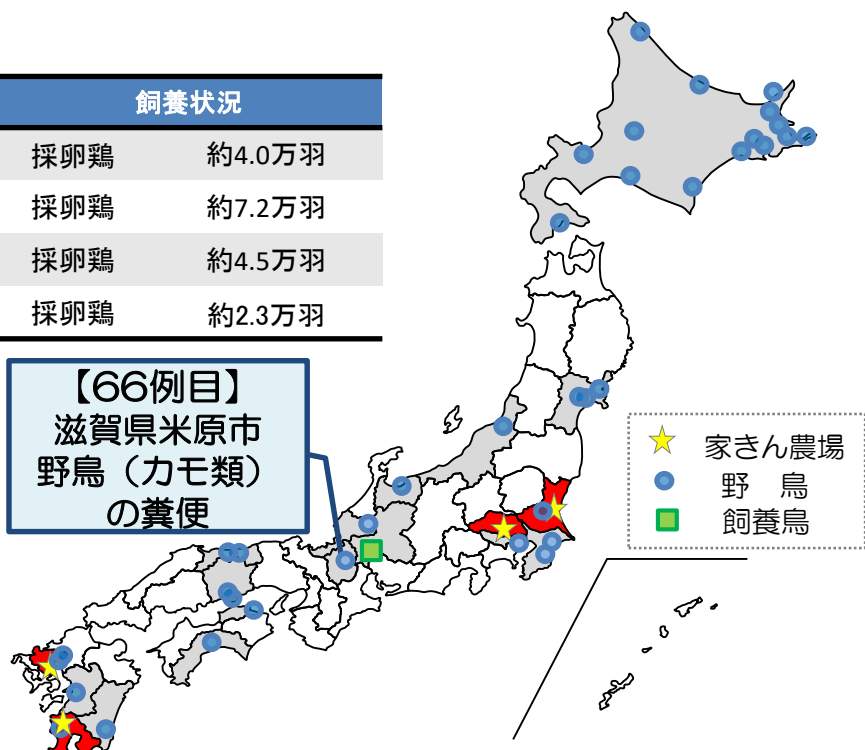 飼養状況
採卵鶏 約4.0万羽
採卵鶏 約7.2万羽
採卵鶏 約4.5万羽
採卵鶏 約2.3万羽
【66例目】
滋賀県米原市
野鳥（カモ類）
の糞便
家きん農場
野 鳥
飼養鳥